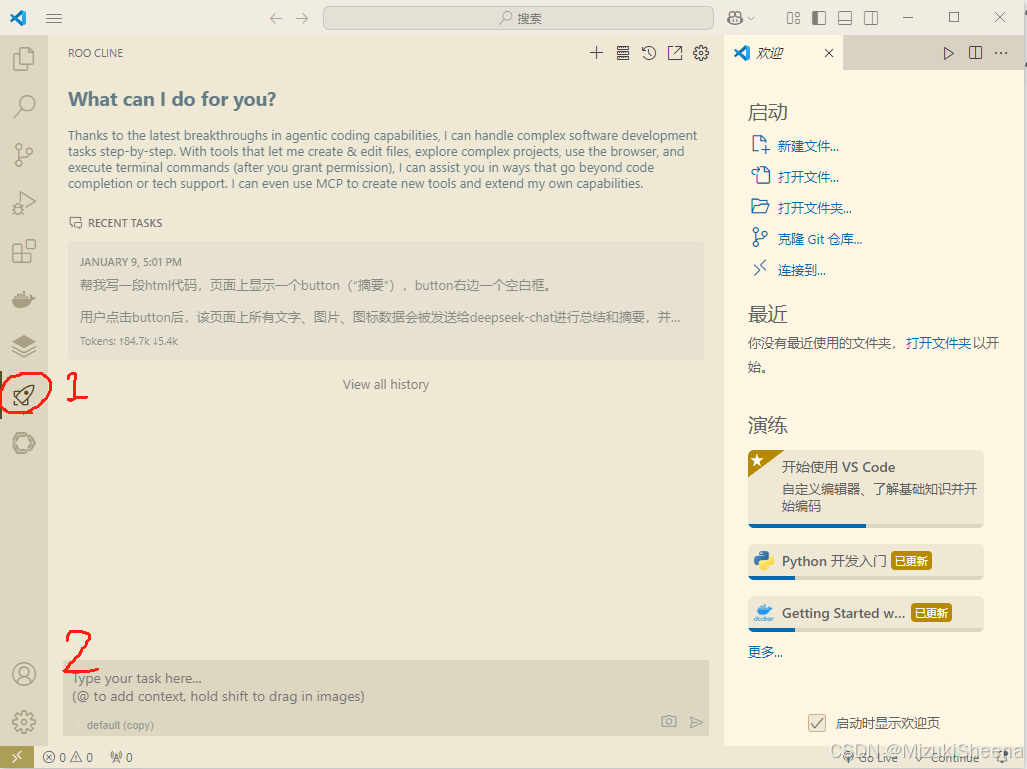 搜索
ROO CLINE
What can I do for you?
Thanks to the latest breakthroughs in agentic coding capabilities, I can handle complex software development
tasks step-by-step. With tools that let me create & edit files, explore complex projects, use the browser, and
execute terminal commands (after you grant permission), I can assist you in ways that go beyond code
completion or tech support. I can even use MCP to create new tools and extend my own capabilities.
RECENT TASKS
JANUARY 9, 5:01 PM
帮我写一段html代码，页面上显示一个button（“摘要”），button右边一个空白框。
用户点击button后，该页面上所有文字、图片、图标数据会被发送给deepseek-chat进行总结和摘要，并...
Tokens: ↑84.7k ↓5.4k
View all history
1
2
Type your task here...
(@ to add context, hold shift to drag in images)
default (copy)
欢迎
启动
新建文件...
打开文件...
打开文件夹...
克隆 Git 仓库...
连接到...
最近
你没有最近使用的文件夹，打开文件夹以开
始。
演练
开始使用 VS Code
自定义编辑器、了解基础知识并开
始编码
Python 开发入门 已更新
docker
Getting Started w... 已更新
更多...
启动时显示欢迎页
0 0 0
Go Live
Continue
CSDN @MizukiSheena